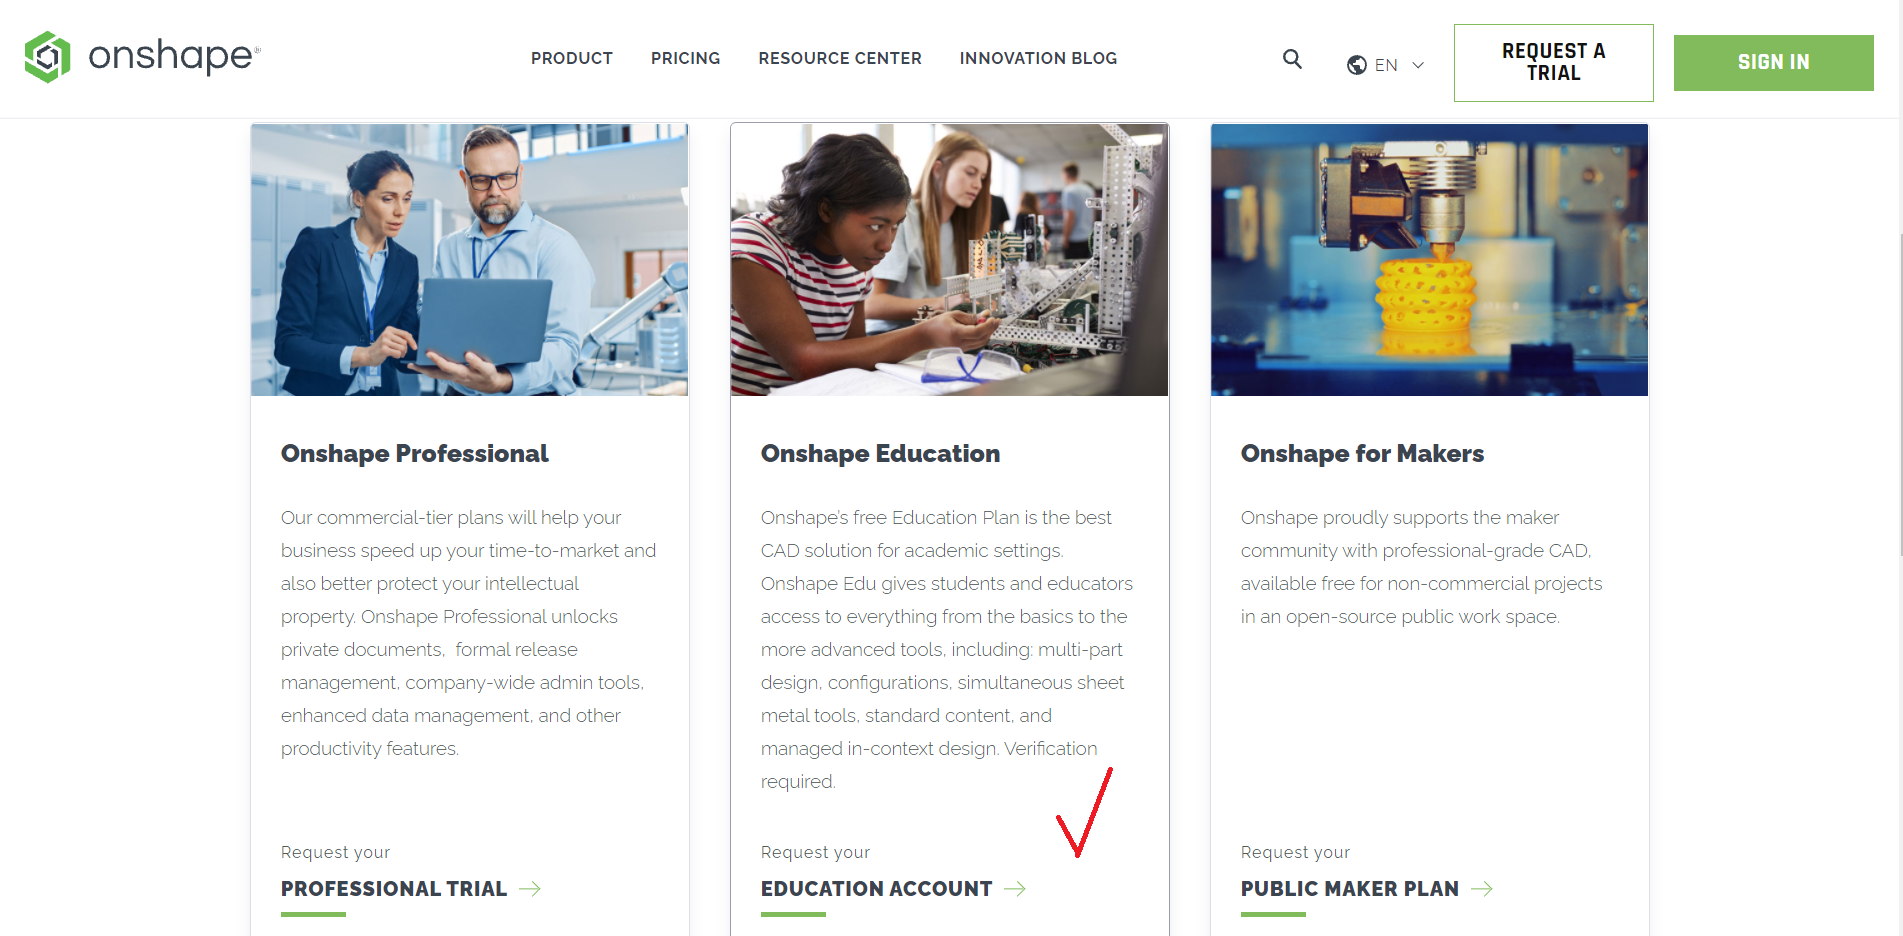 onshape®
PRODUCT
PRICING
RESOURCE CENTER
INNOVATION BLOG
EN
REQUEST A
TRIAL
SIGN IN
Onshape Professional
Our commercial-tier plans will help your
business speed up your time-to-market and
also better protect your intellectual
property. Onshape Professional unlocks
private documents,  formal release
management, company-wide admin tools,
enhanced data management, and other
productivity features.
Request your
PROFESSIONAL TRIAL
Onshape Education
Onshape's free Education Plan is the best
CAD solution for academic settings.
Onshape Edu gives students and educators
access to everything from the basics to the
more advanced tools, including: multi-part
design, configurations, simultaneous sheet
metal tools, standard content, and
managed in-context design. Verification
required.
Request your
EDUCATION ACCOUNT
Onshape for Makers
Onshape proudly supports the maker
community with professional-grade CAD,
available free for non-commercial projects
in an open-source public work space.
Request your
PUBLIC MAKER PLAN